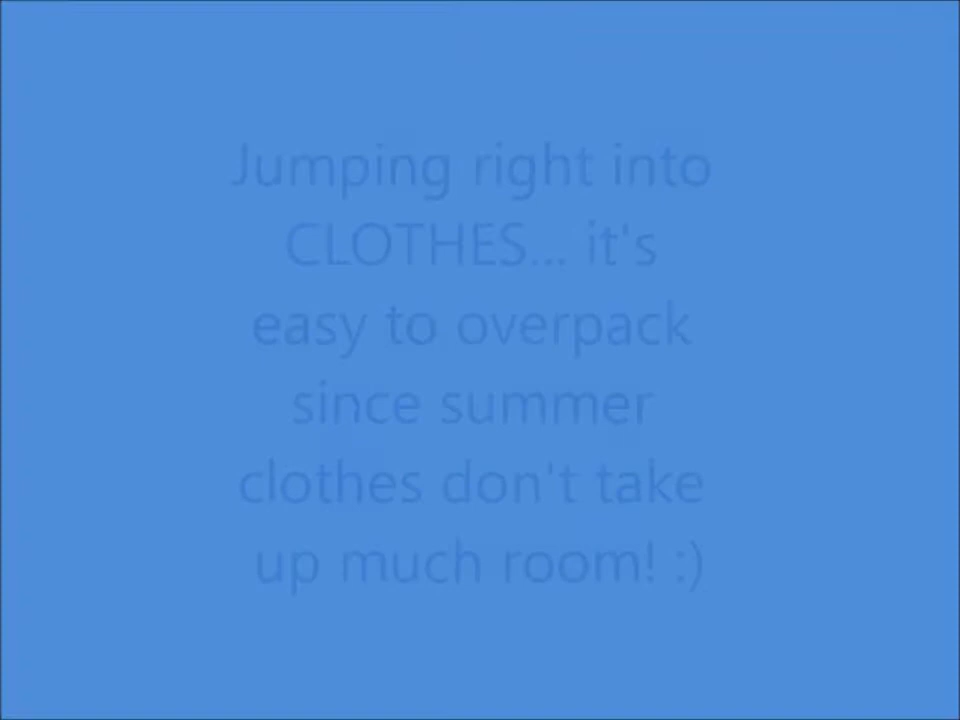 Jumping right into
CLOTHES... it's
easy to overpack
since summer
clothes don't take
up much room! :)